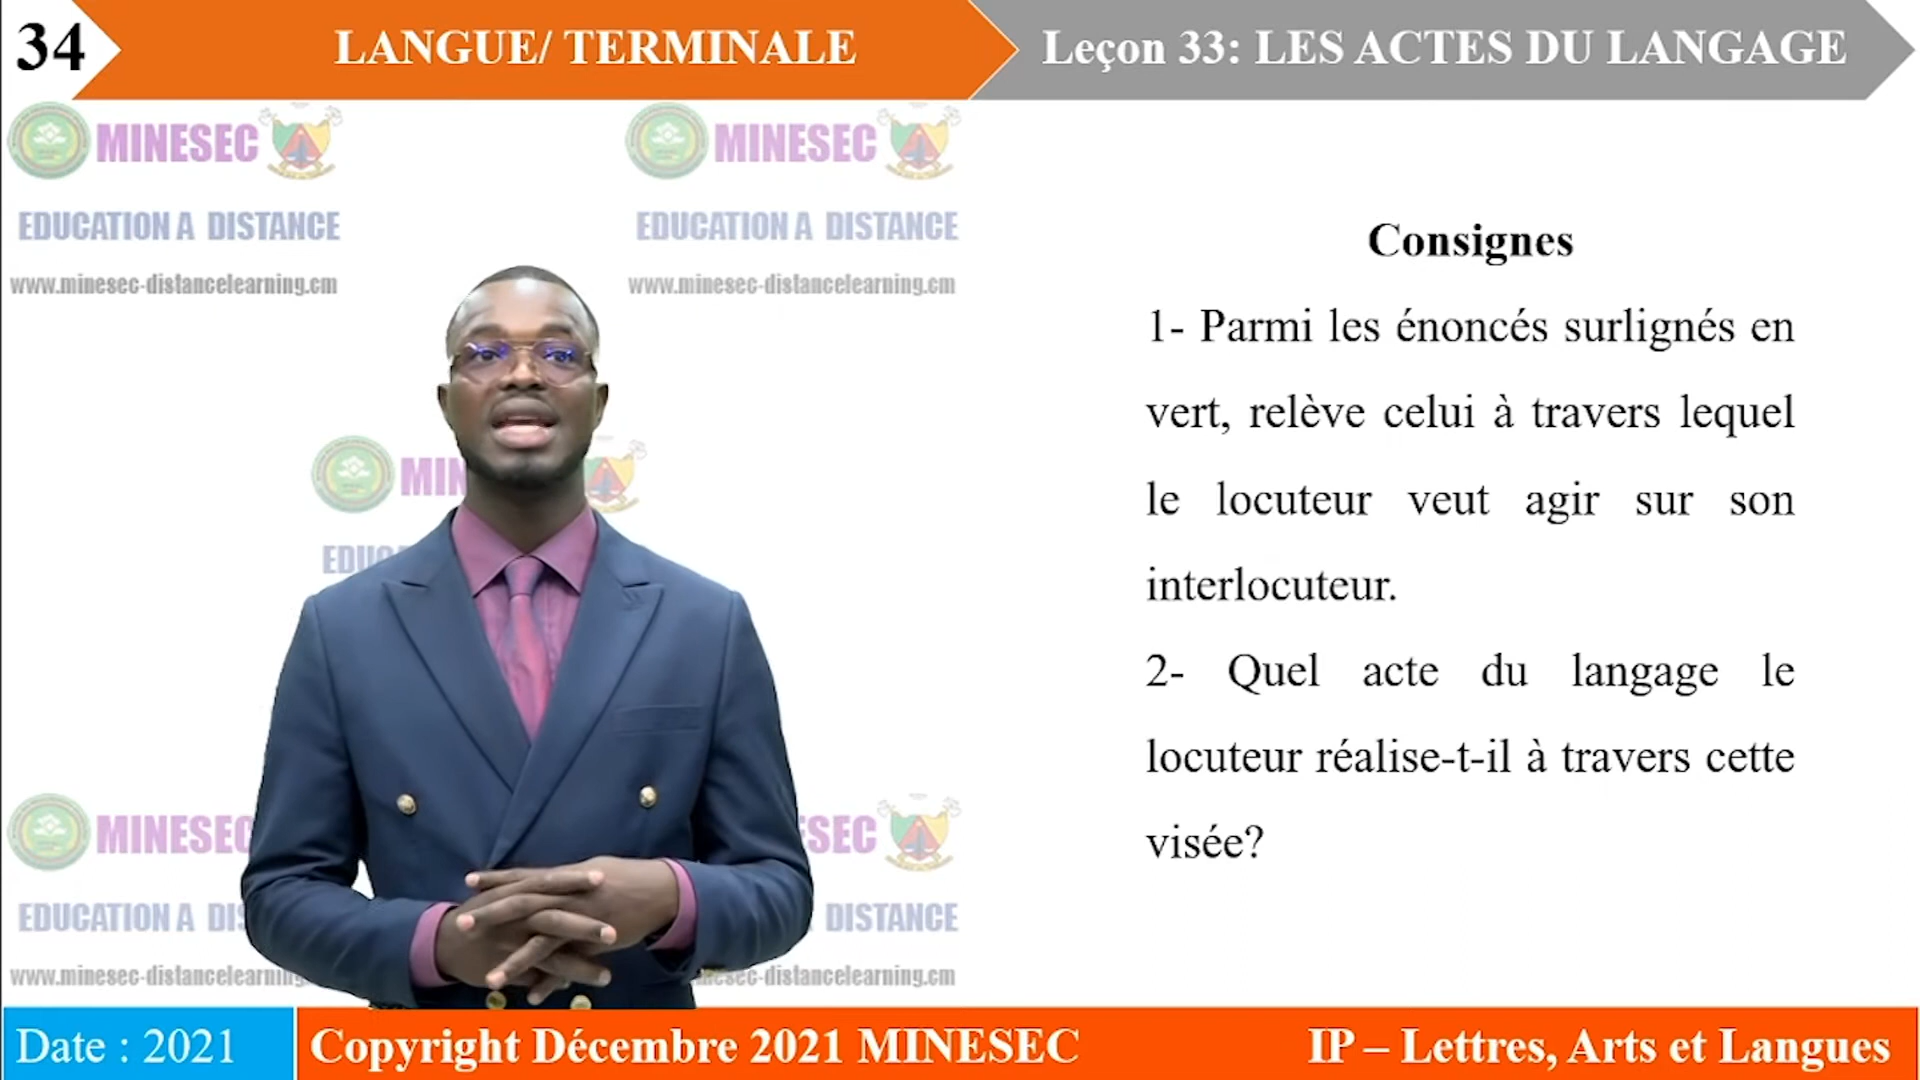 34
LANGUE/ TERMINALE
Leçon 33: LES ACTES DU LANGAGE
MINESEC
MINESEC
EDUCATION A DISTANCE
EDUCATION A DISTANCE
www.minesec-distancelearning.cm
www.minesec-distancelearning.cm
Consignes
1- Parmi les énoncés surlignés en
vert, relève celui à travers lequel
le locuteur veut agir sur son
interlocuteur.
2- Quel acte du langage le
locuteur réalise-t-il à travers cette
visée?
MINESEC
DISTANCE
Date : 2021
Copyright Décembre 2021 MINESEC
IP – Lettres, Arts et Langues